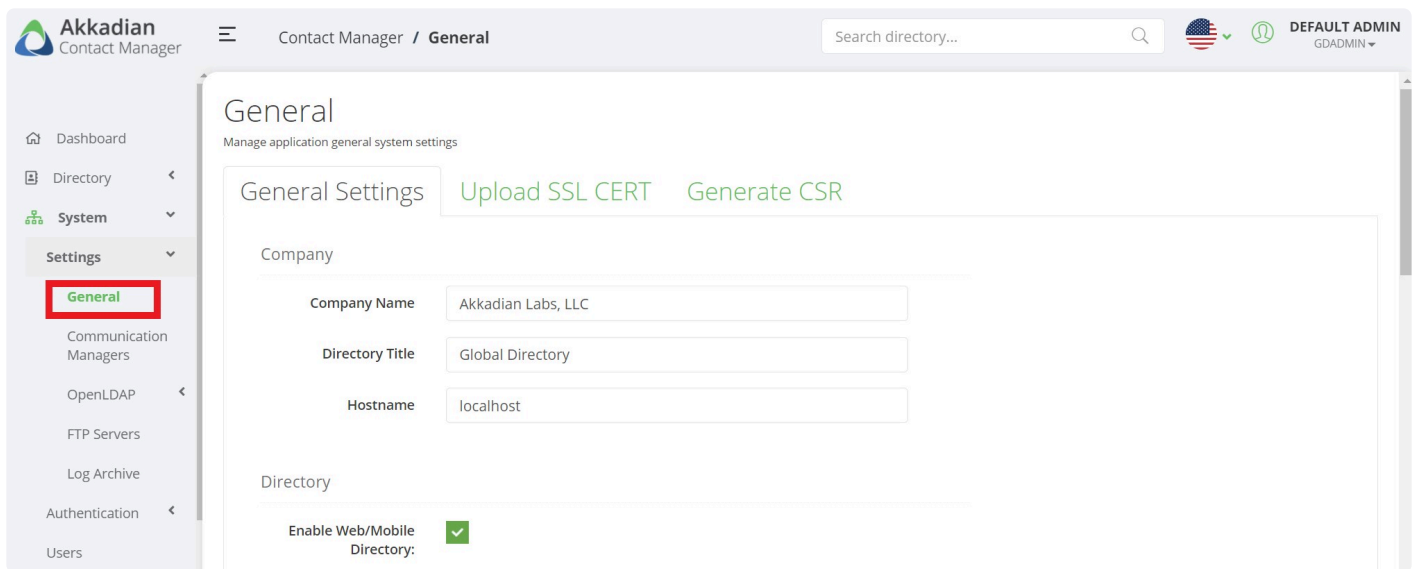 Akkadian
Contact Manager
Contact Manager / General
Search directory...
DEFAULT ADMIN
GDADMIN
Dashboard
Directory
System
Settings
General
Communication
Managers
OpenLDAP
FTP Servers
Log Archive
Authentication
Users
General
Manage application general system settings
General Settings
Upload SSL CERT
Generate CSR
Company
Company Name
Akkadian Labs, LLC
Directory Title
Global Directory
Hostname
localhost
Directory
Enable Web/Mobile
Directory: